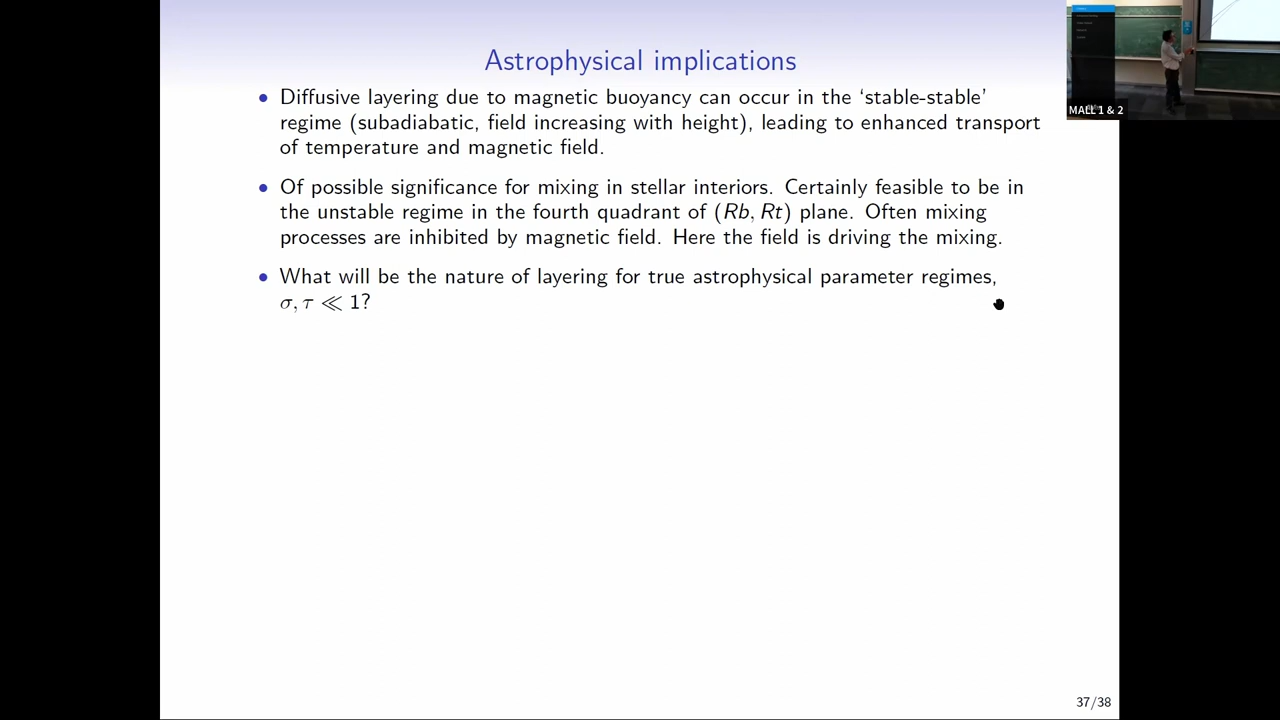 Astrophysical implications
• Diffusive layering due to magnetic buoyancy can occur in the ‘stable-stable’
regime (subadiabatic, field increasing with height), leading to enhanced transport
of temperature and magnetic field.
• Of possible significance for mixing in stellar interiors. Certainly feasible to be in
the unstable regime in the fourth quadrant of (Rb, Rt) plane. Often mixing
processes are inhibited by magnetic field. Here the field is driving the mixing.
• What will be the nature of layering for true astrophysical parameter regimes,
σ, τ ≪ 1?
MALL 1 & 2
37/38